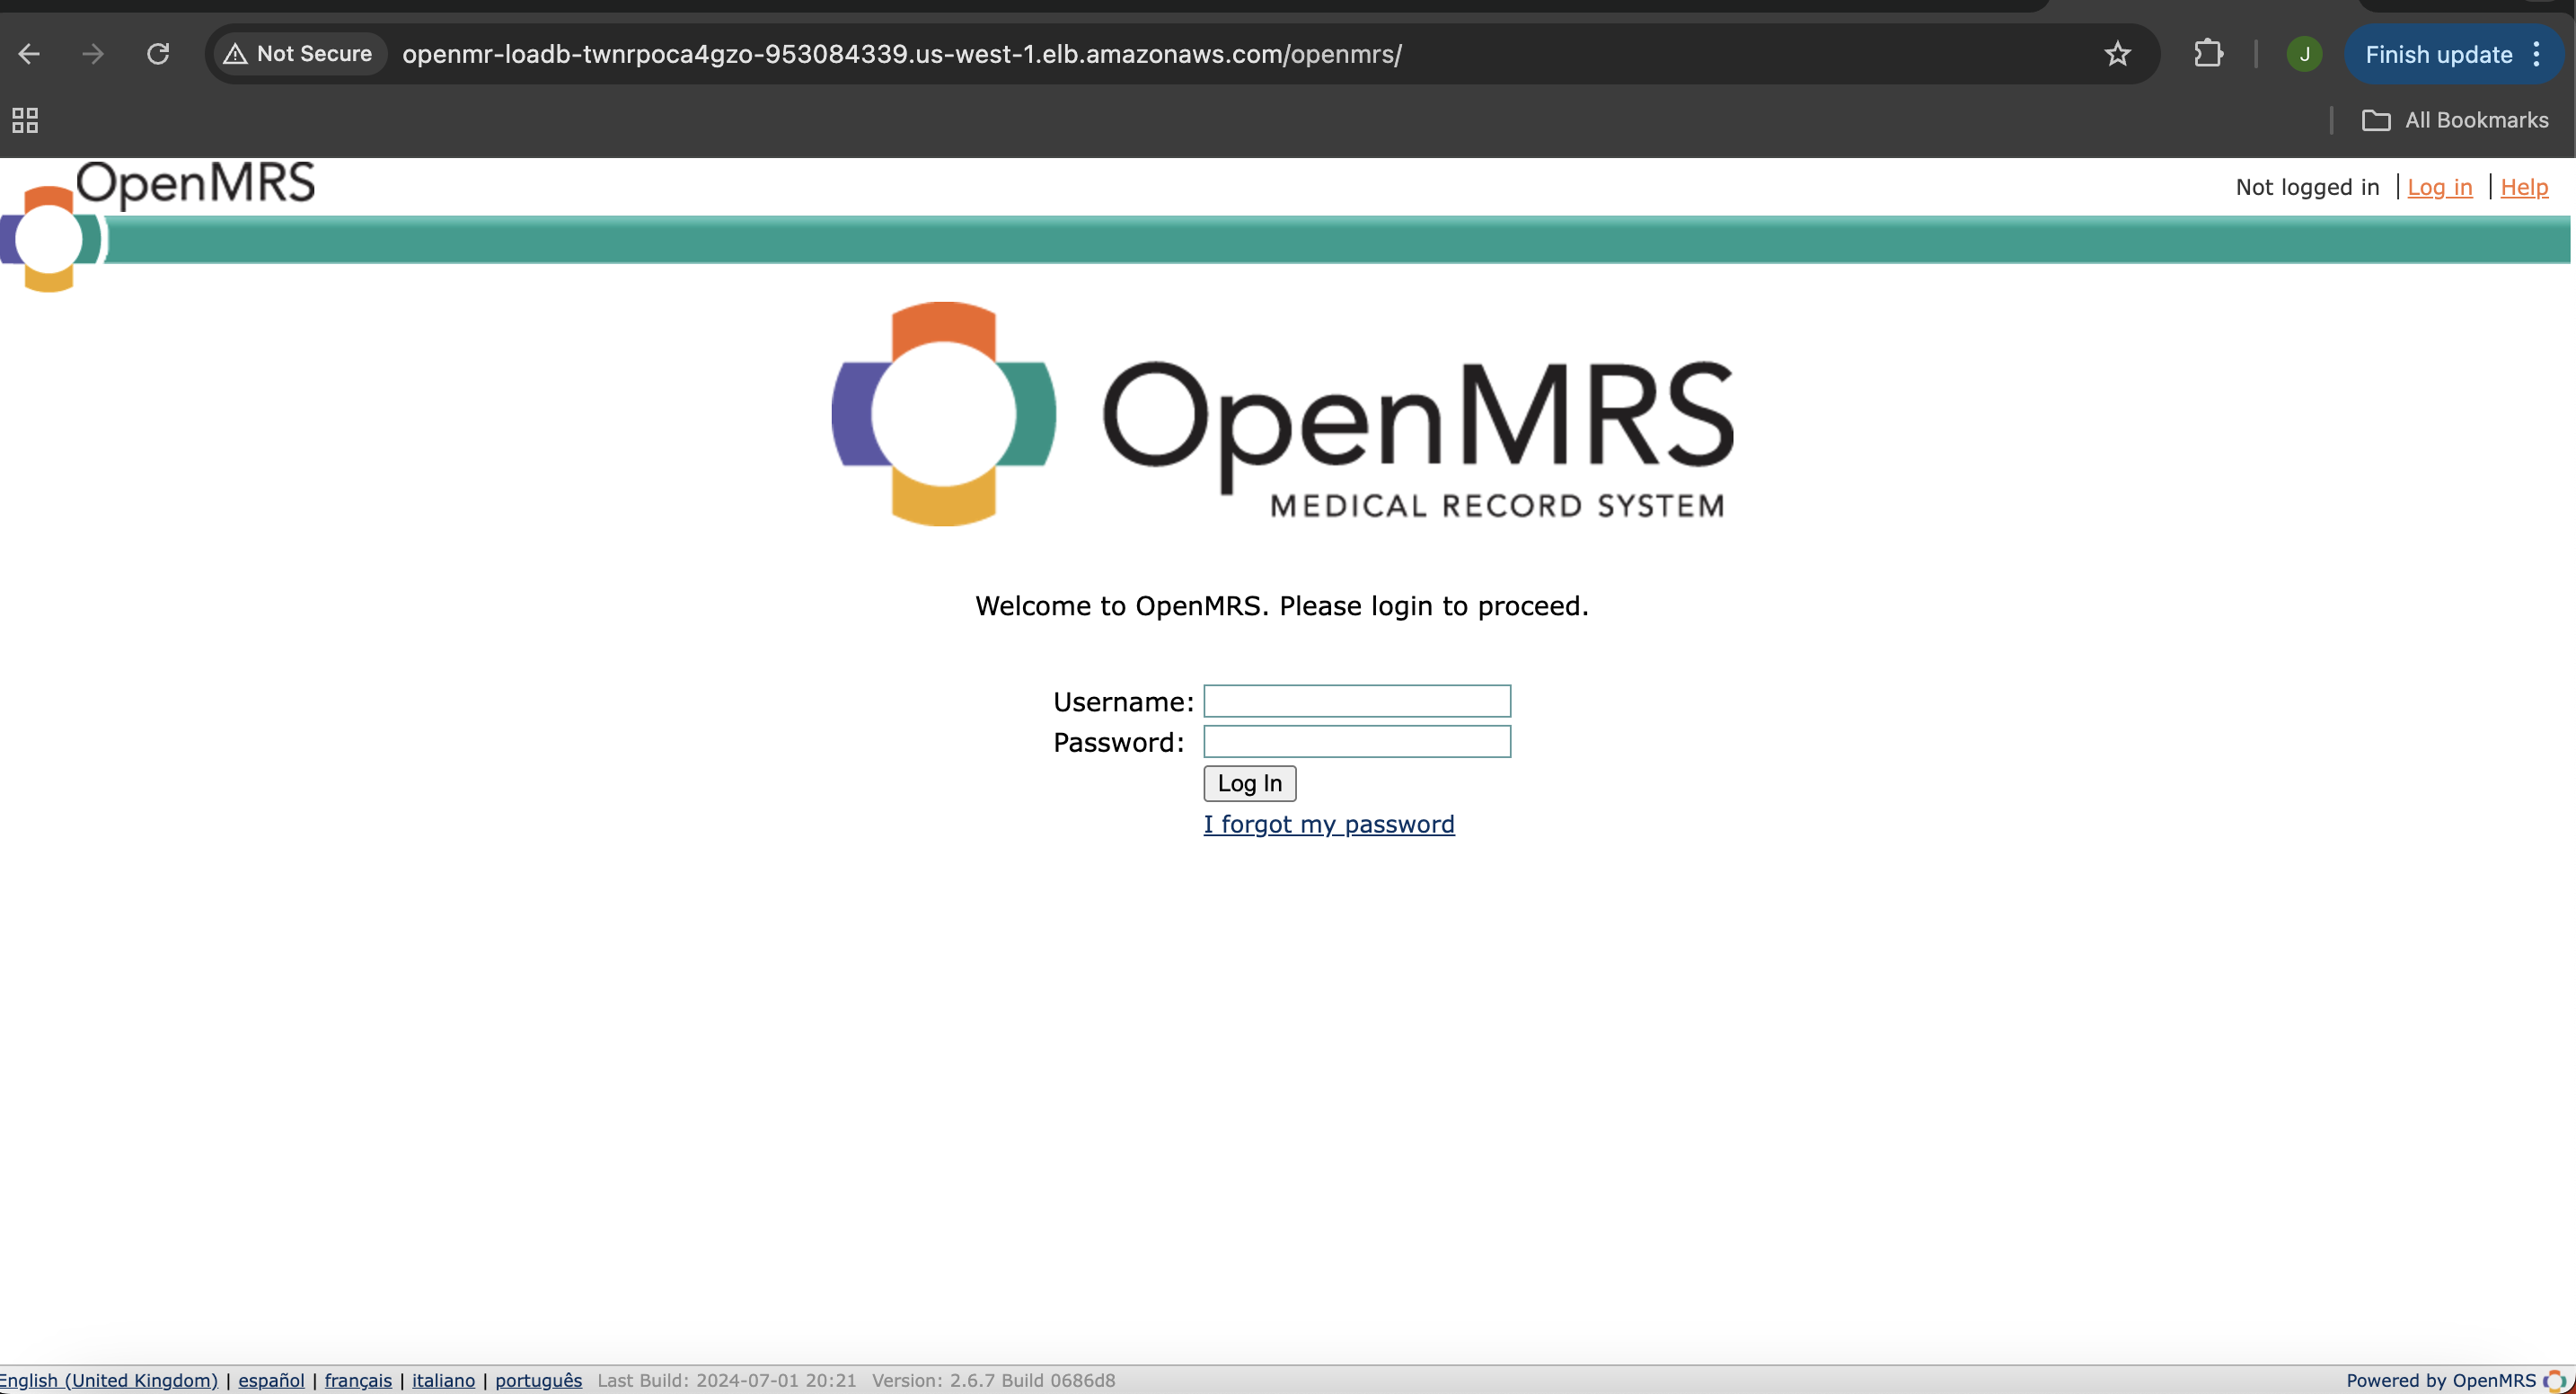 Not Secure openmr-loadb-twnrpoca4gzo-953084339.us-west-1.elb.amazonaws.com/openmrs/ J Finish update
All Bookmarks
OpenMRS
Not logged in | Log in | Help
OpenMRS
MEDICAL RECORD SYSTEM
Welcome to OpenMRS. Please login to proceed.
Username:
Password:
Log In
I forgot my password
English (United Kingdom) | español | français | italiano | português Last Build: 2024-07-01 20:21 Version: 2.6.7 Build 0686d8 Powered by OpenMRS